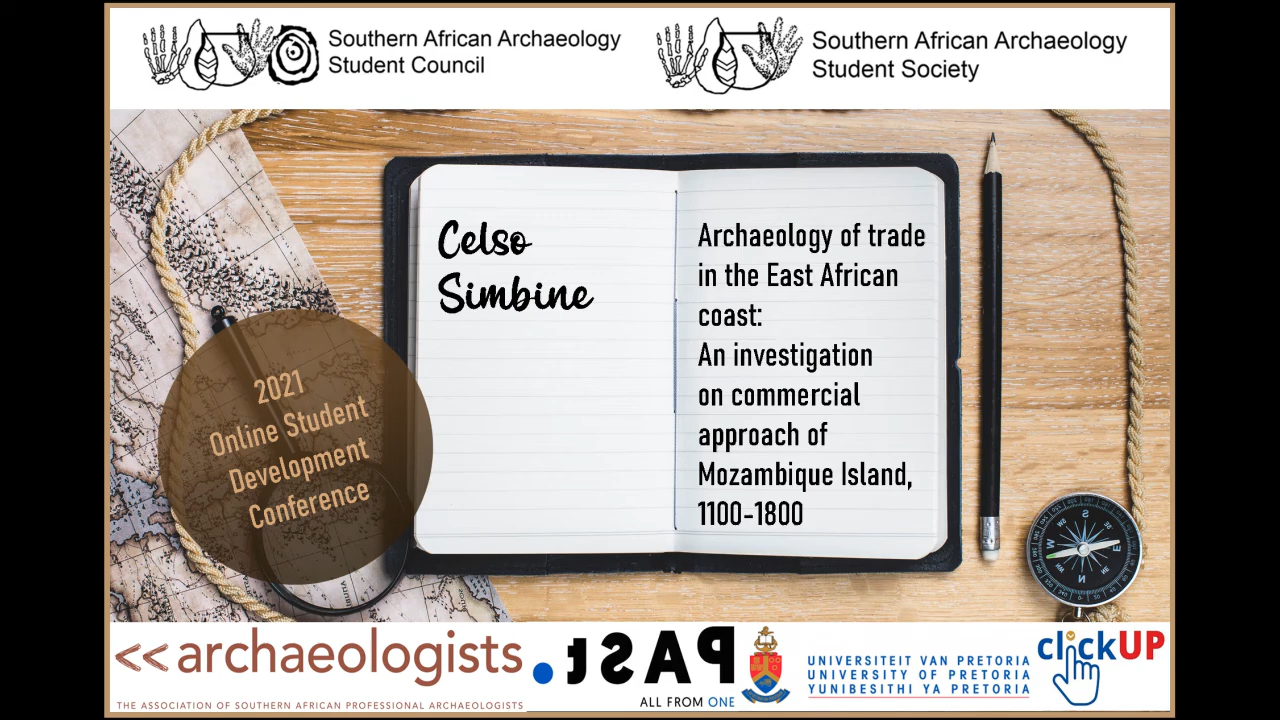 Southern African Archaeology
Student Council
Southern African Archaeology
Student Society
Celso
Simbine
Archaeology of trade
in the East African
coast:
An investigation
on commercial
approach of
Mozambique Island,
1100-1800
2021
Online Student
Development
Conference
<<archaeologists
THE ASSOCIATION OF SOUTHERN AFRICAN PROFESSIONAL ARCHAEOLOGISTS
PAST
ALL FROM ONE
UNIVERSITEIT VAN PRETORIA
UNIVERSITY OF PRETORIA
YUNIBESITHI YA PRETORIA
clickUP